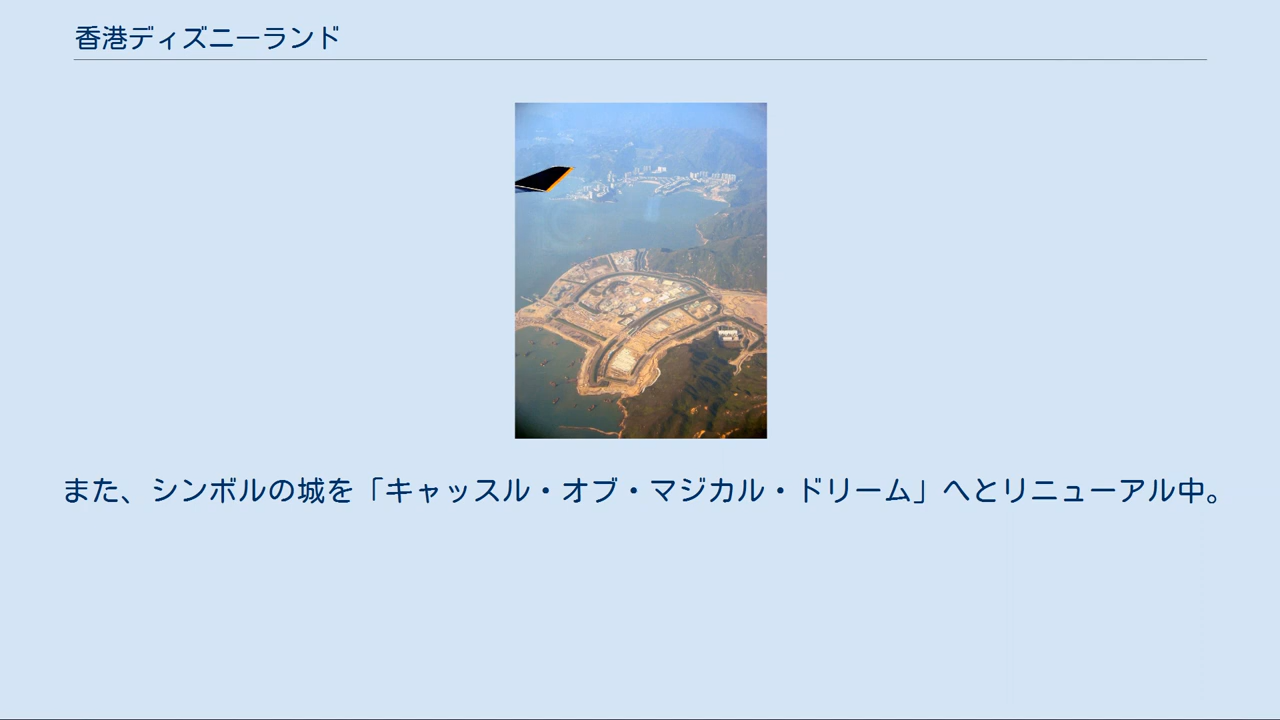 香港ディズニーランド
また、シンボルの城を「キャッスル・オブ・マジカル・ドリーム」へとリニューアル中。